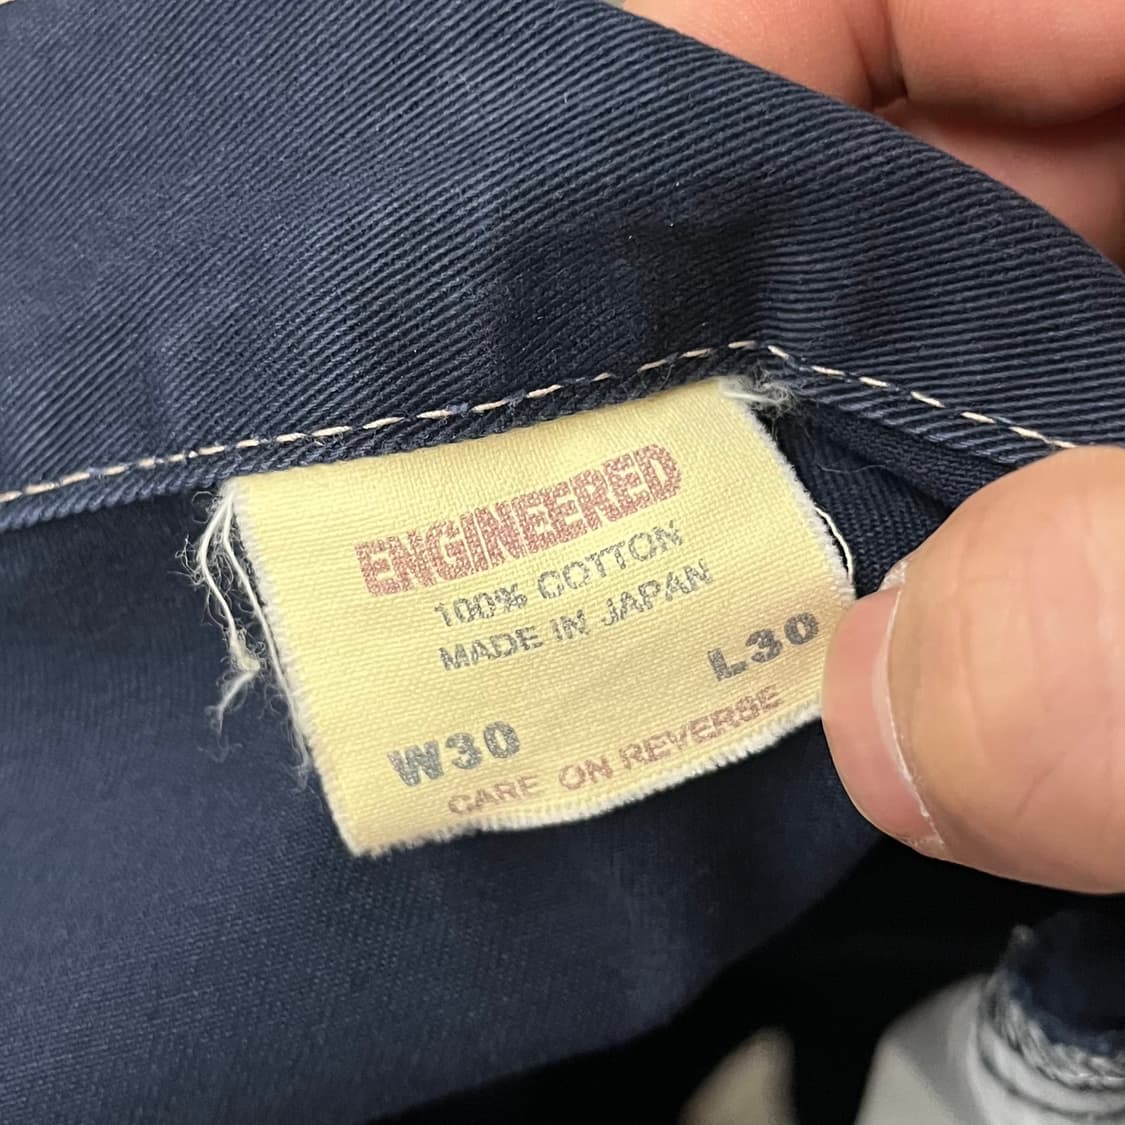 ENGINEERED
100% COTTON
MADE IN JAPAN
L30
W30
CARE ON REVERSE